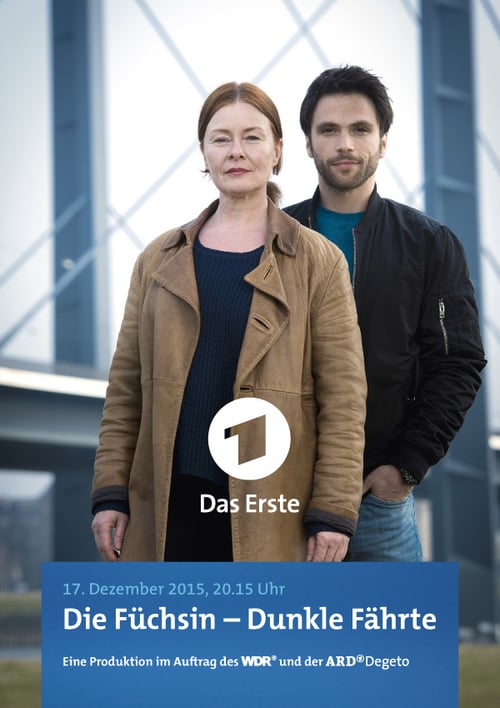 Das Erste
17. Dezember 2015, 20.15 Uhr
Die Füchsin – Dunkle Fährte
Eine Produktion im Auftrag des WDR® und der ARD® Degeto